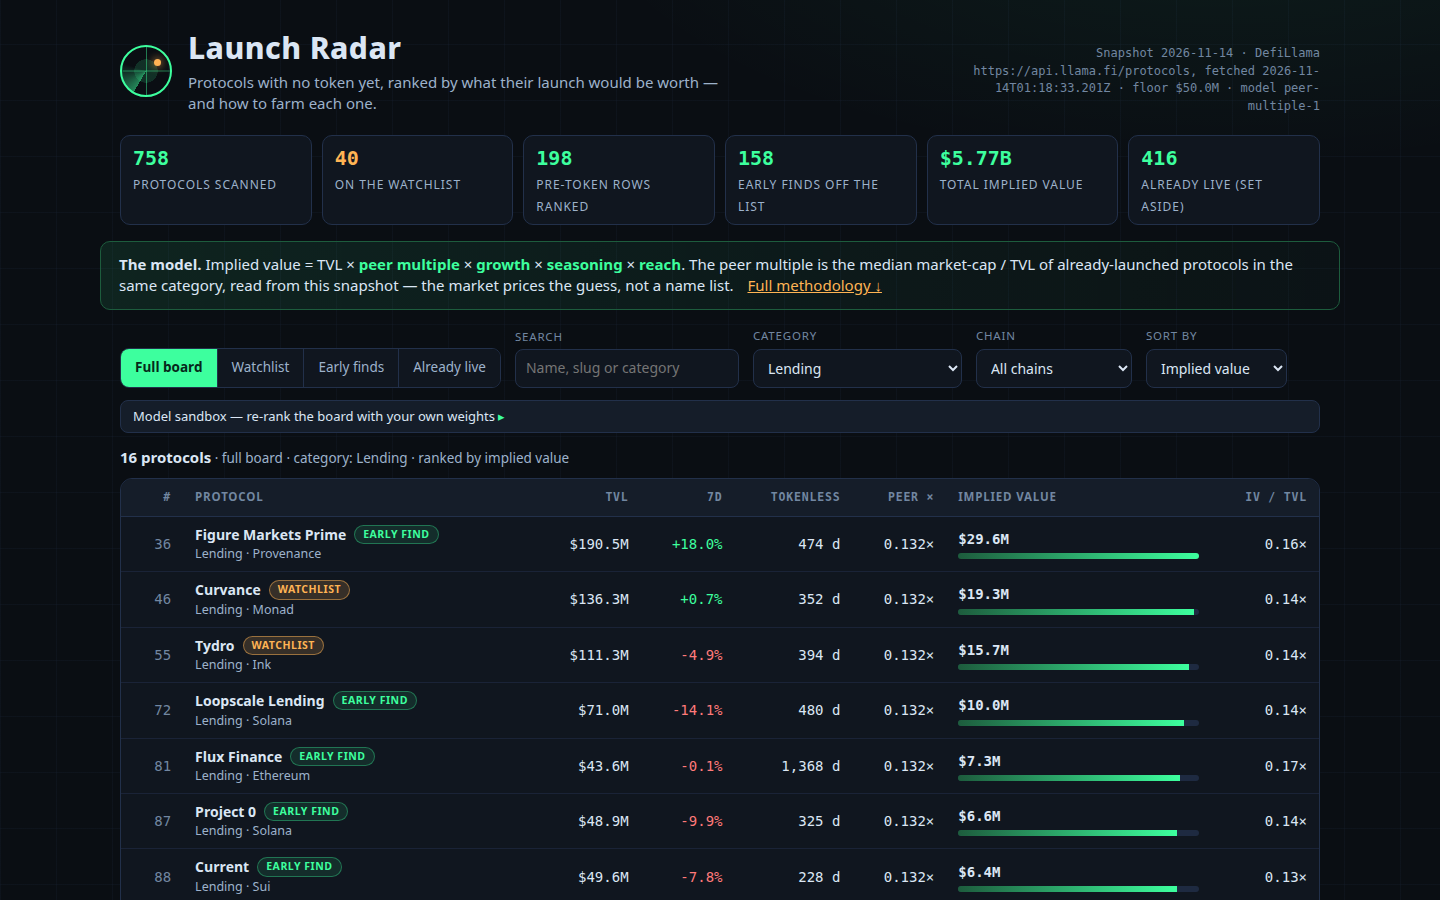 Launch Radar
Protocols with no token yet, ranked by what their launch would be worth —
and how to farm each one.
Snapshot 2026-11-14 · DefiLlama
https://api.llama.fi/protocols, fetched 2026-11-
14T01:18:33.201Z · floor $50.0M · model peer-
multiple-1
758
PROTOCOLS SCANNED
40
ON THE WATCHLIST
198
PRE-TOKEN ROWS
RANKED
158
EARLY FINDS OFF THE
LIST
$5.77B
TOTAL IMPLIED VALUE
416
ALREADY LIVE (SET
ASIDE)
The model. Implied value = TVL × peer multiple × growth × seasoning × reach. The peer multiple is the median market-cap / TVL of already-launched protocols in the
same category, read from this snapshot — the market prices the guess, not a name list. Full methodology ↓
Full board Watchlist Early finds Already live
SEARCH
Name, slug or category
CATEGORY
Lending
CHAIN
All chains
SORT BY
Implied value
Model sandbox — re-rank the board with your own weights ▸
16 protocols · full board · category: Lending · ranked by implied value
# PROTOCOL TVL 7D TOKENLESS PEER × IMPLIED VALUE IV / TVL
36 Figure Markets Prime EARLY FIND $190.5M +18.0% 474 d 0.132× $29.6M 0.16×
Lending · Provenance
46 Curvance WATCHLIST $136.3M +0.7% 352 d 0.132× $19.3M 0.14×
Lending · Monad
55 Tydro WATCHLIST $111.3M -4.9% 394 d 0.132× $15.7M 0.14×
Lending · Ink
72 Loopscale Lending EARLY FIND $71.0M -14.1% 480 d 0.132× $10.0M 0.14×
Lending · Solana
81 Flux Finance EARLY FIND $43.6M -0.1% 1,368 d 0.132× $7.3M 0.17×
Lending · Ethereum
87 Project 0 EARLY FIND $48.9M -9.9% 325 d 0.132× $6.6M 0.14×
Lending · Solana
88 Current EARLY FIND $49.6M -7.8% 228 d 0.132× $6.4M 0.13×
Lending · Sui